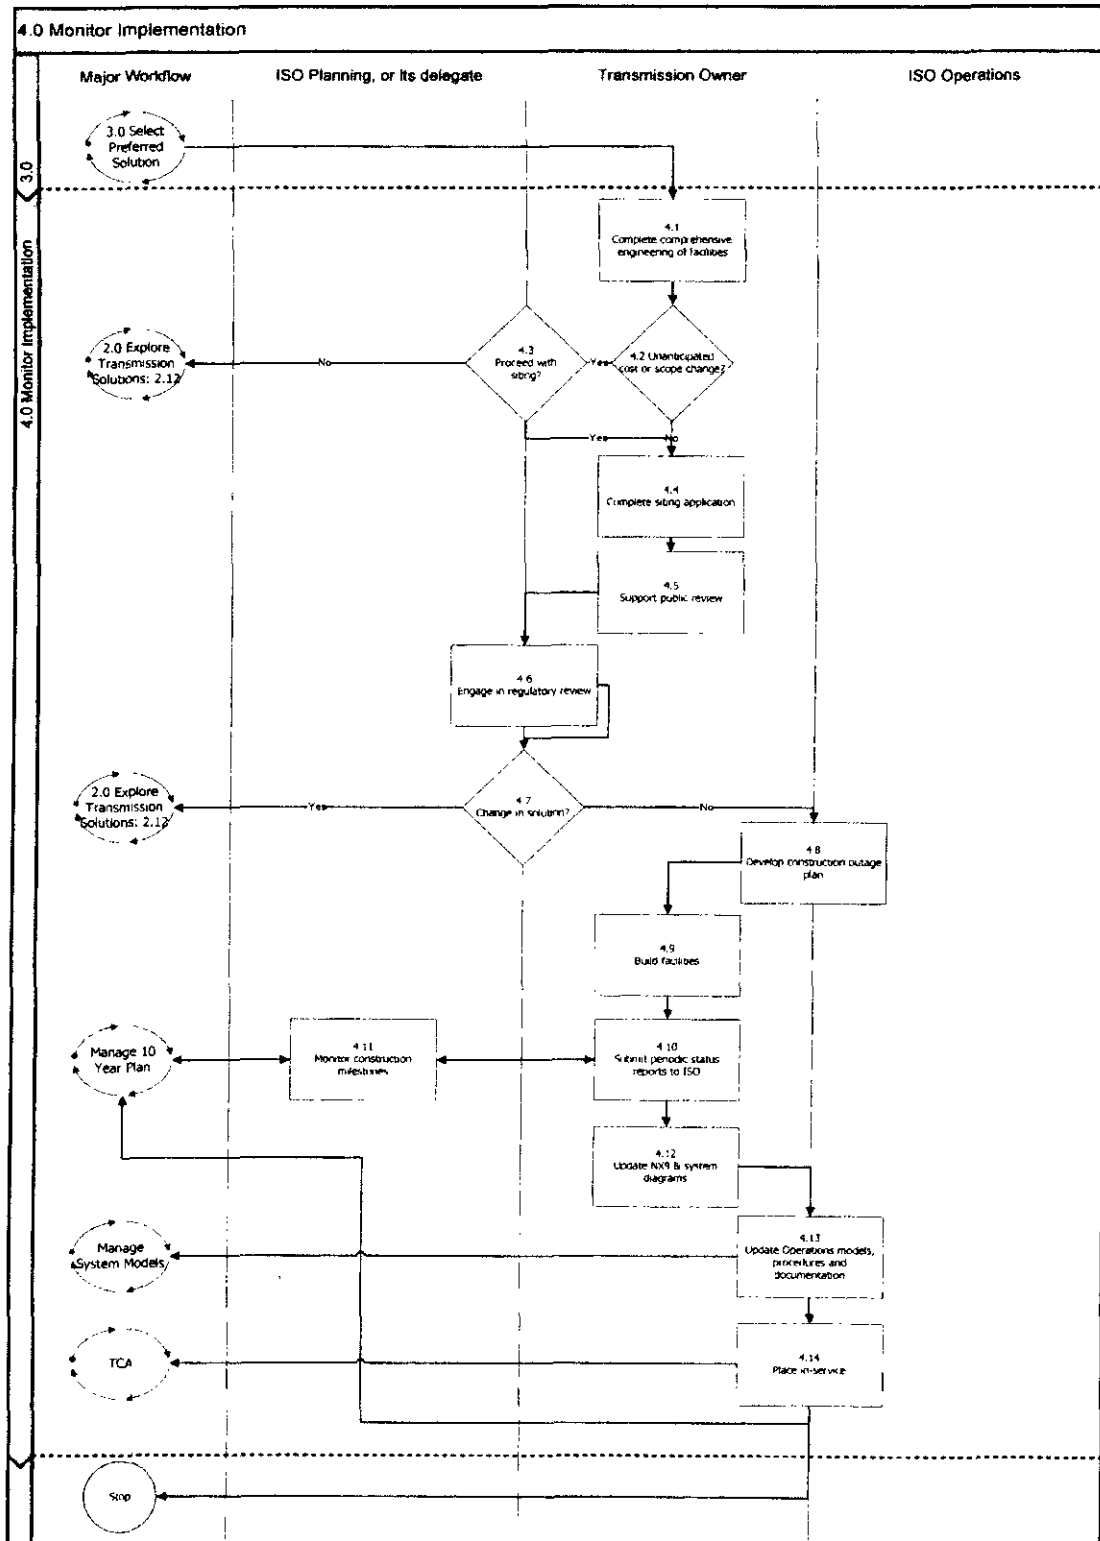 4.0 Monitor Implementation
Major Workflow
ISO Planning, or Its delegate
Transmission Owner
ISO Operations
3.0
3.0 Select
Preferred
Solution
4.0 Monitor Implementation
4.1
Complete comprehensive
engineering of facilities
2.0 Explore
Transmission
Solutions: 2.12
No
4.3
Proceed with
siting?
Yes
4.2 Unanticipated
cost or scope change?
Yes
No
4.4
Complete siting application
4.5
Support public review
4.6
Engage in regulatory review
2.0 Explore
Transmission
Solutions: 2.12
Yes
4.7
Change in solution?
No
4.8
Develop construction outage
plan
4.9
Build facilities
Manage 10
Year Plan
4.11
Monitor construction
milestones
4.10
Submit periodic status
reports to ISO
4.12
Update NX9 & system
diagrams
Manage
System Models
4.13
Update Operations models,
procedures and
documentation
TCA
4.14
Place in-service
Stop